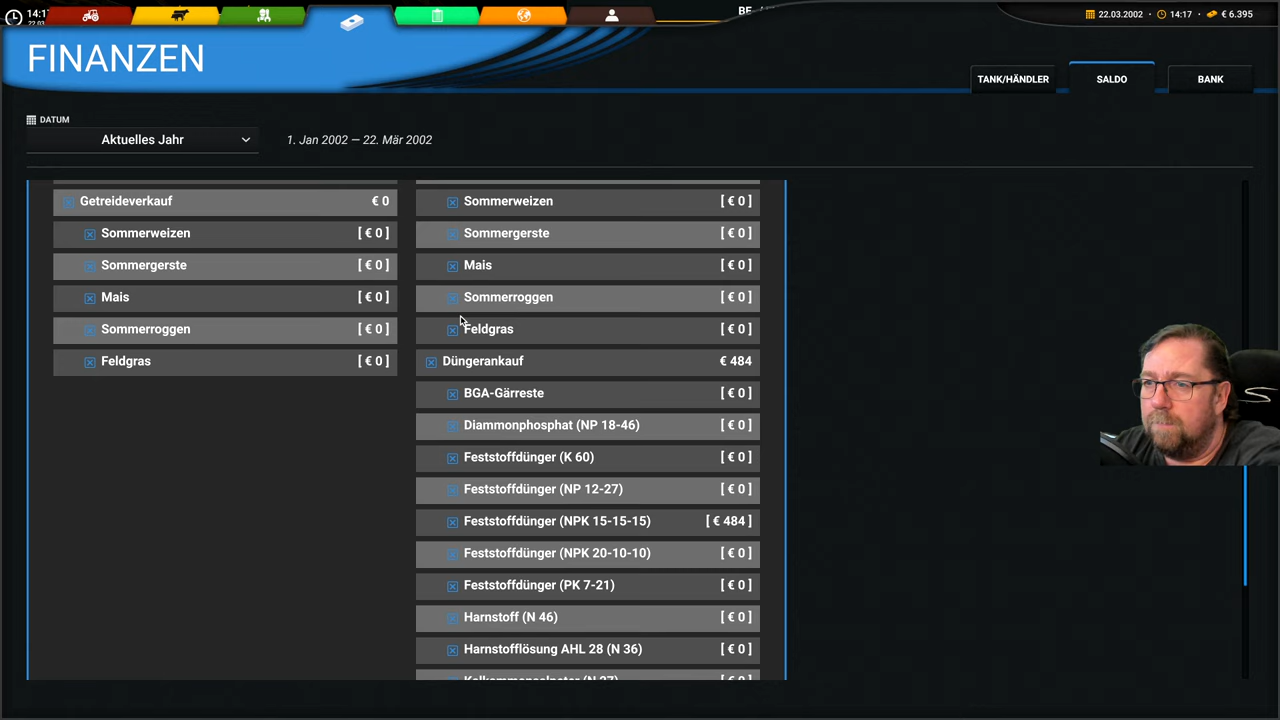 14:17
22.03
22.03.2002 · 14:17 · € 6.395
FINANZEN
TANK/HÄNDLER
SALDO
BANK
DATUM
Aktuelles Jahr
1. Jan 2002 — 22. Mär 2002
Getreideverkauf € 0
Sommerweizen [ € 0 ]
Sommergerste [ € 0 ]
Mais [ € 0 ]
Sommerroggen [ € 0 ]
Feldgras [ € 0 ]
Sommerweizen [ € 0 ]
Sommergerste [ € 0 ]
Mais [ € 0 ]
Sommerroggen [ € 0 ]
Feldgras [ € 0 ]
Düngerankauf € 484
BGA-Gärreste [ € 0 ]
Diammonphosphat (NP 18-46) [ € 0 ]
Feststoffdünger (K 60) [ € 0 ]
Feststoffdünger (NP 12-27) [ € 0 ]
Feststoffdünger (NPK 15-15-15) [ € 484 ]
Feststoffdünger (NPK 20-10-10) [ € 0 ]
Feststoffdünger (PK 7-21) [ € 0 ]
Harnstoff (N 46) [ € 0 ]
Harnstofflösung AHL 28 (N 36) [ € 0 ]